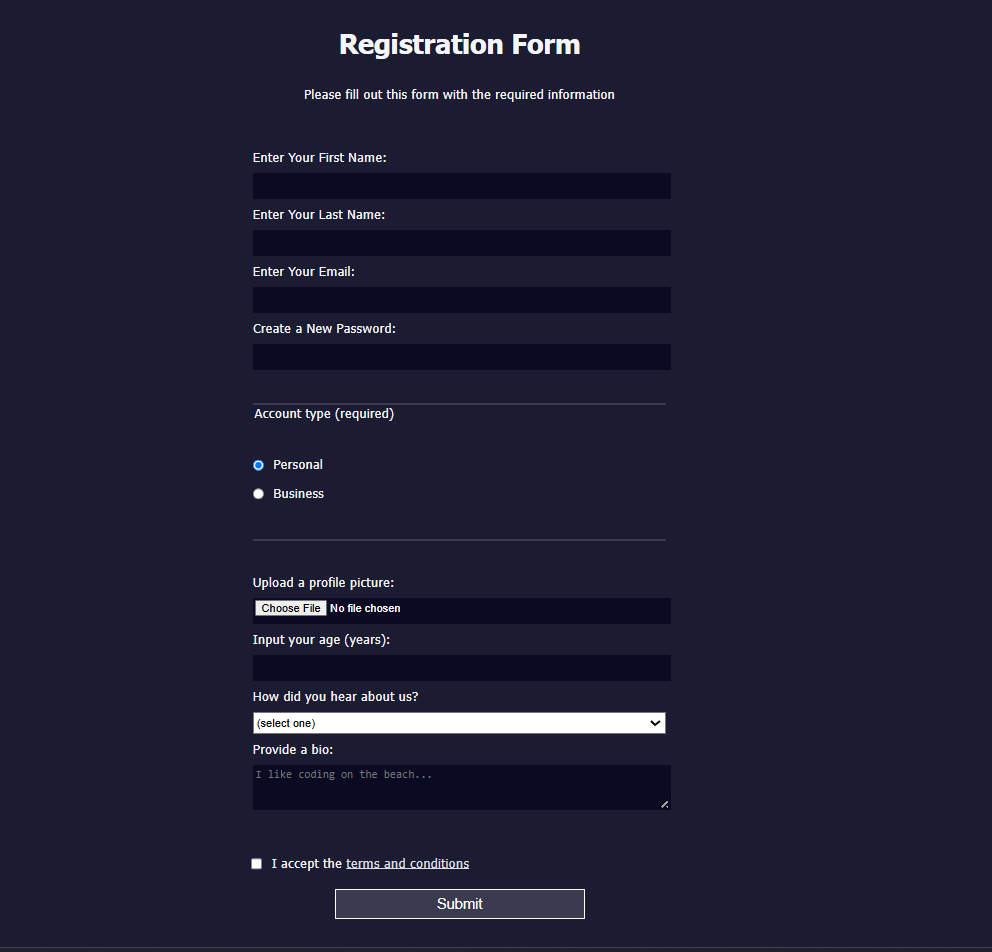 Registration Form
Please fill out this form with the required information
Enter Your First Name:
Enter Your Last Name:
Enter Your Email:
Create a New Password:
Account type (required)
Personal
Business
Upload a profile picture:
Choose File No file chosen
Input your age (years):
How did you hear about us?
(select one)
Provide a bio:
I like coding on the beach...
I accept the terms and conditions
Submit